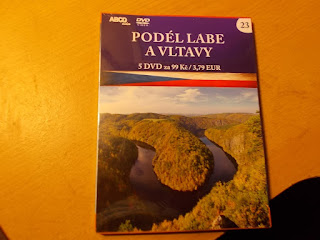 ABCD
DVD
23
PODÉL LABE
A VLTAVY
5 DVD za 99 Kč / 3,79 EUR